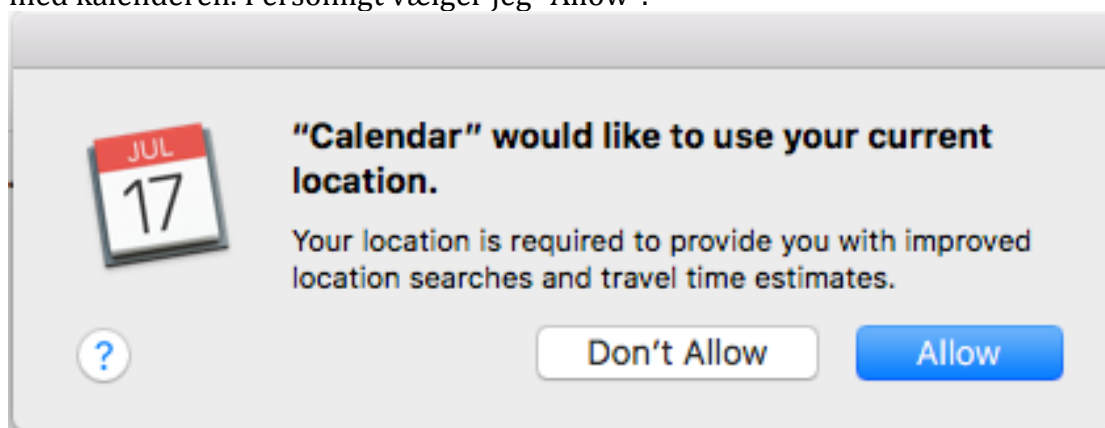 med kalenderen. Personligt vælger jeg "Allow".
JUL
17
"Calendar" would like to use your current
location.
Your location is required to provide you with improved
location searches and travel time estimates.
?
Don't Allow
Allow